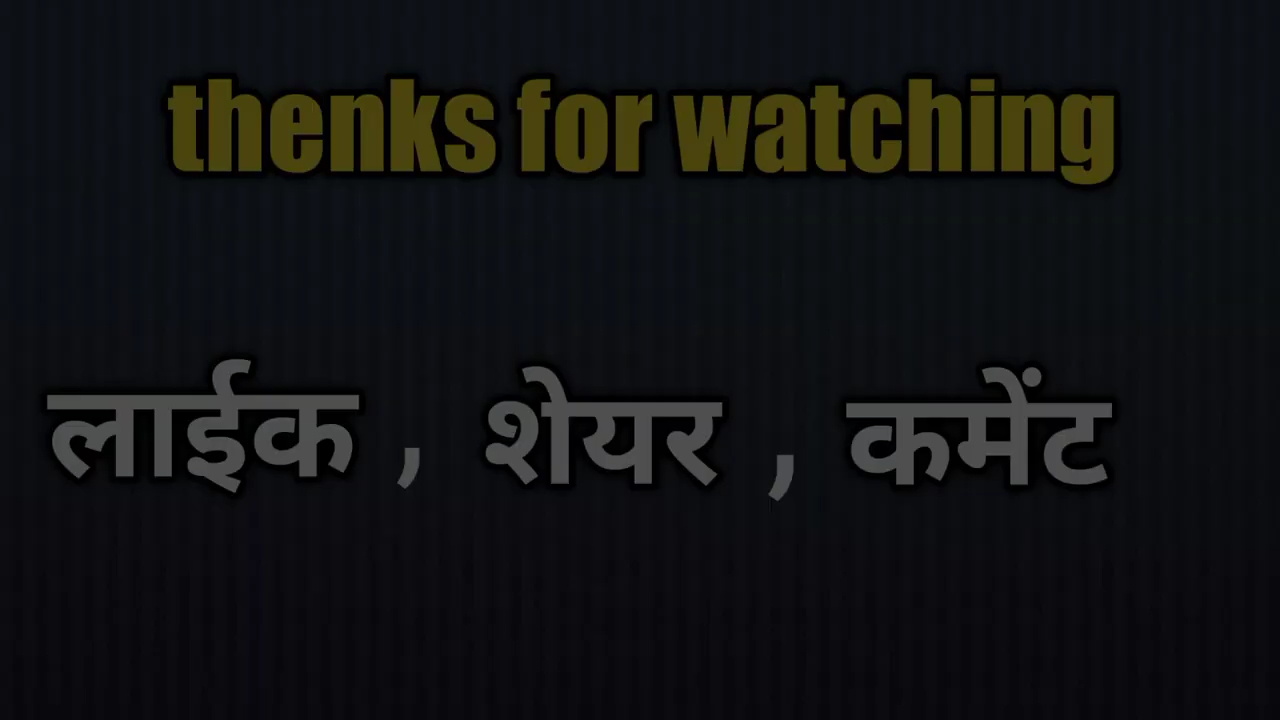 thenks for watching
लाईक , शेयर , कमेंट